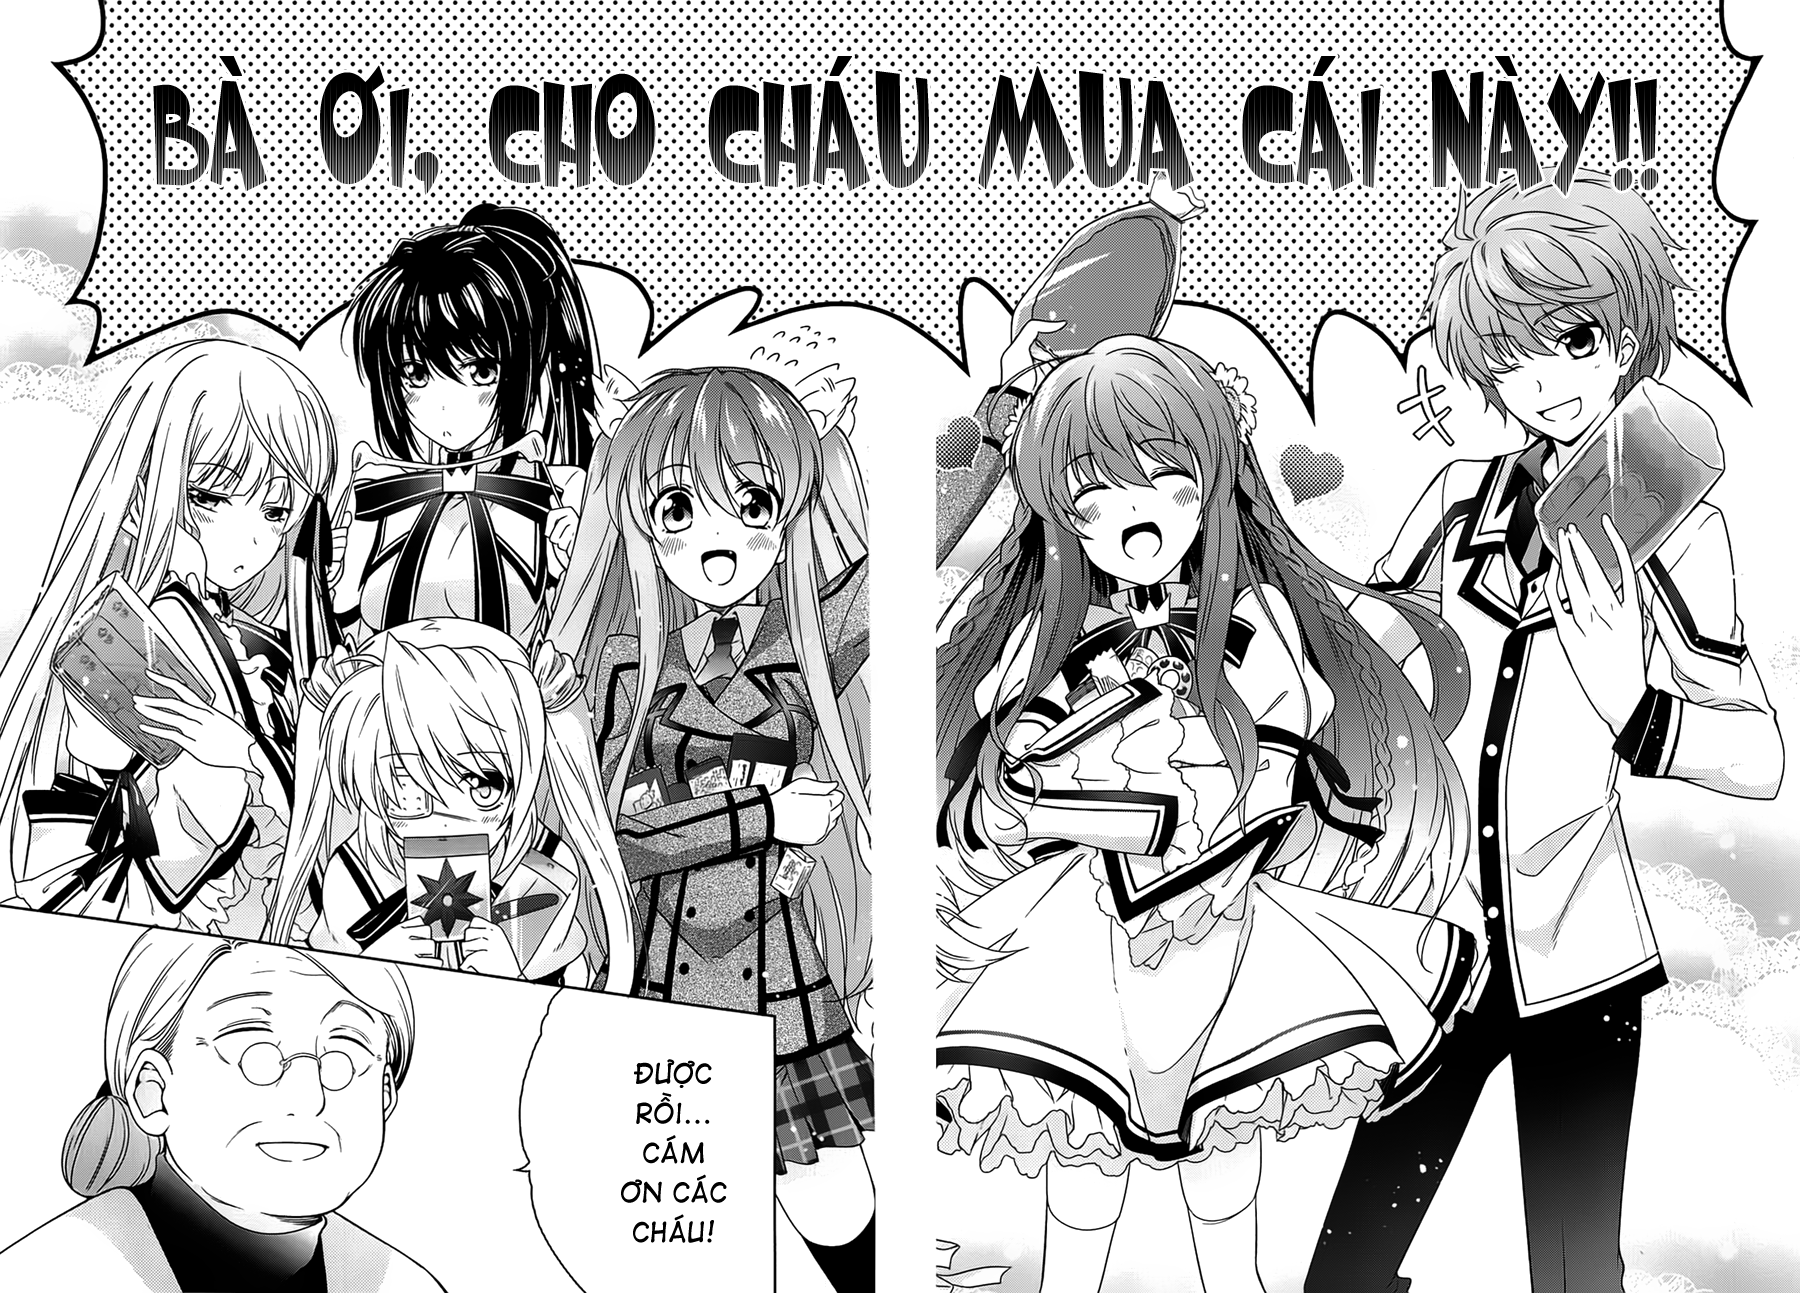 BÀ ƠI, CHO CHÁU MUA CÁI NÀY!!
ĐƯỢC
RỒI...
CÁM
ƠN CÁC
CHÁU!